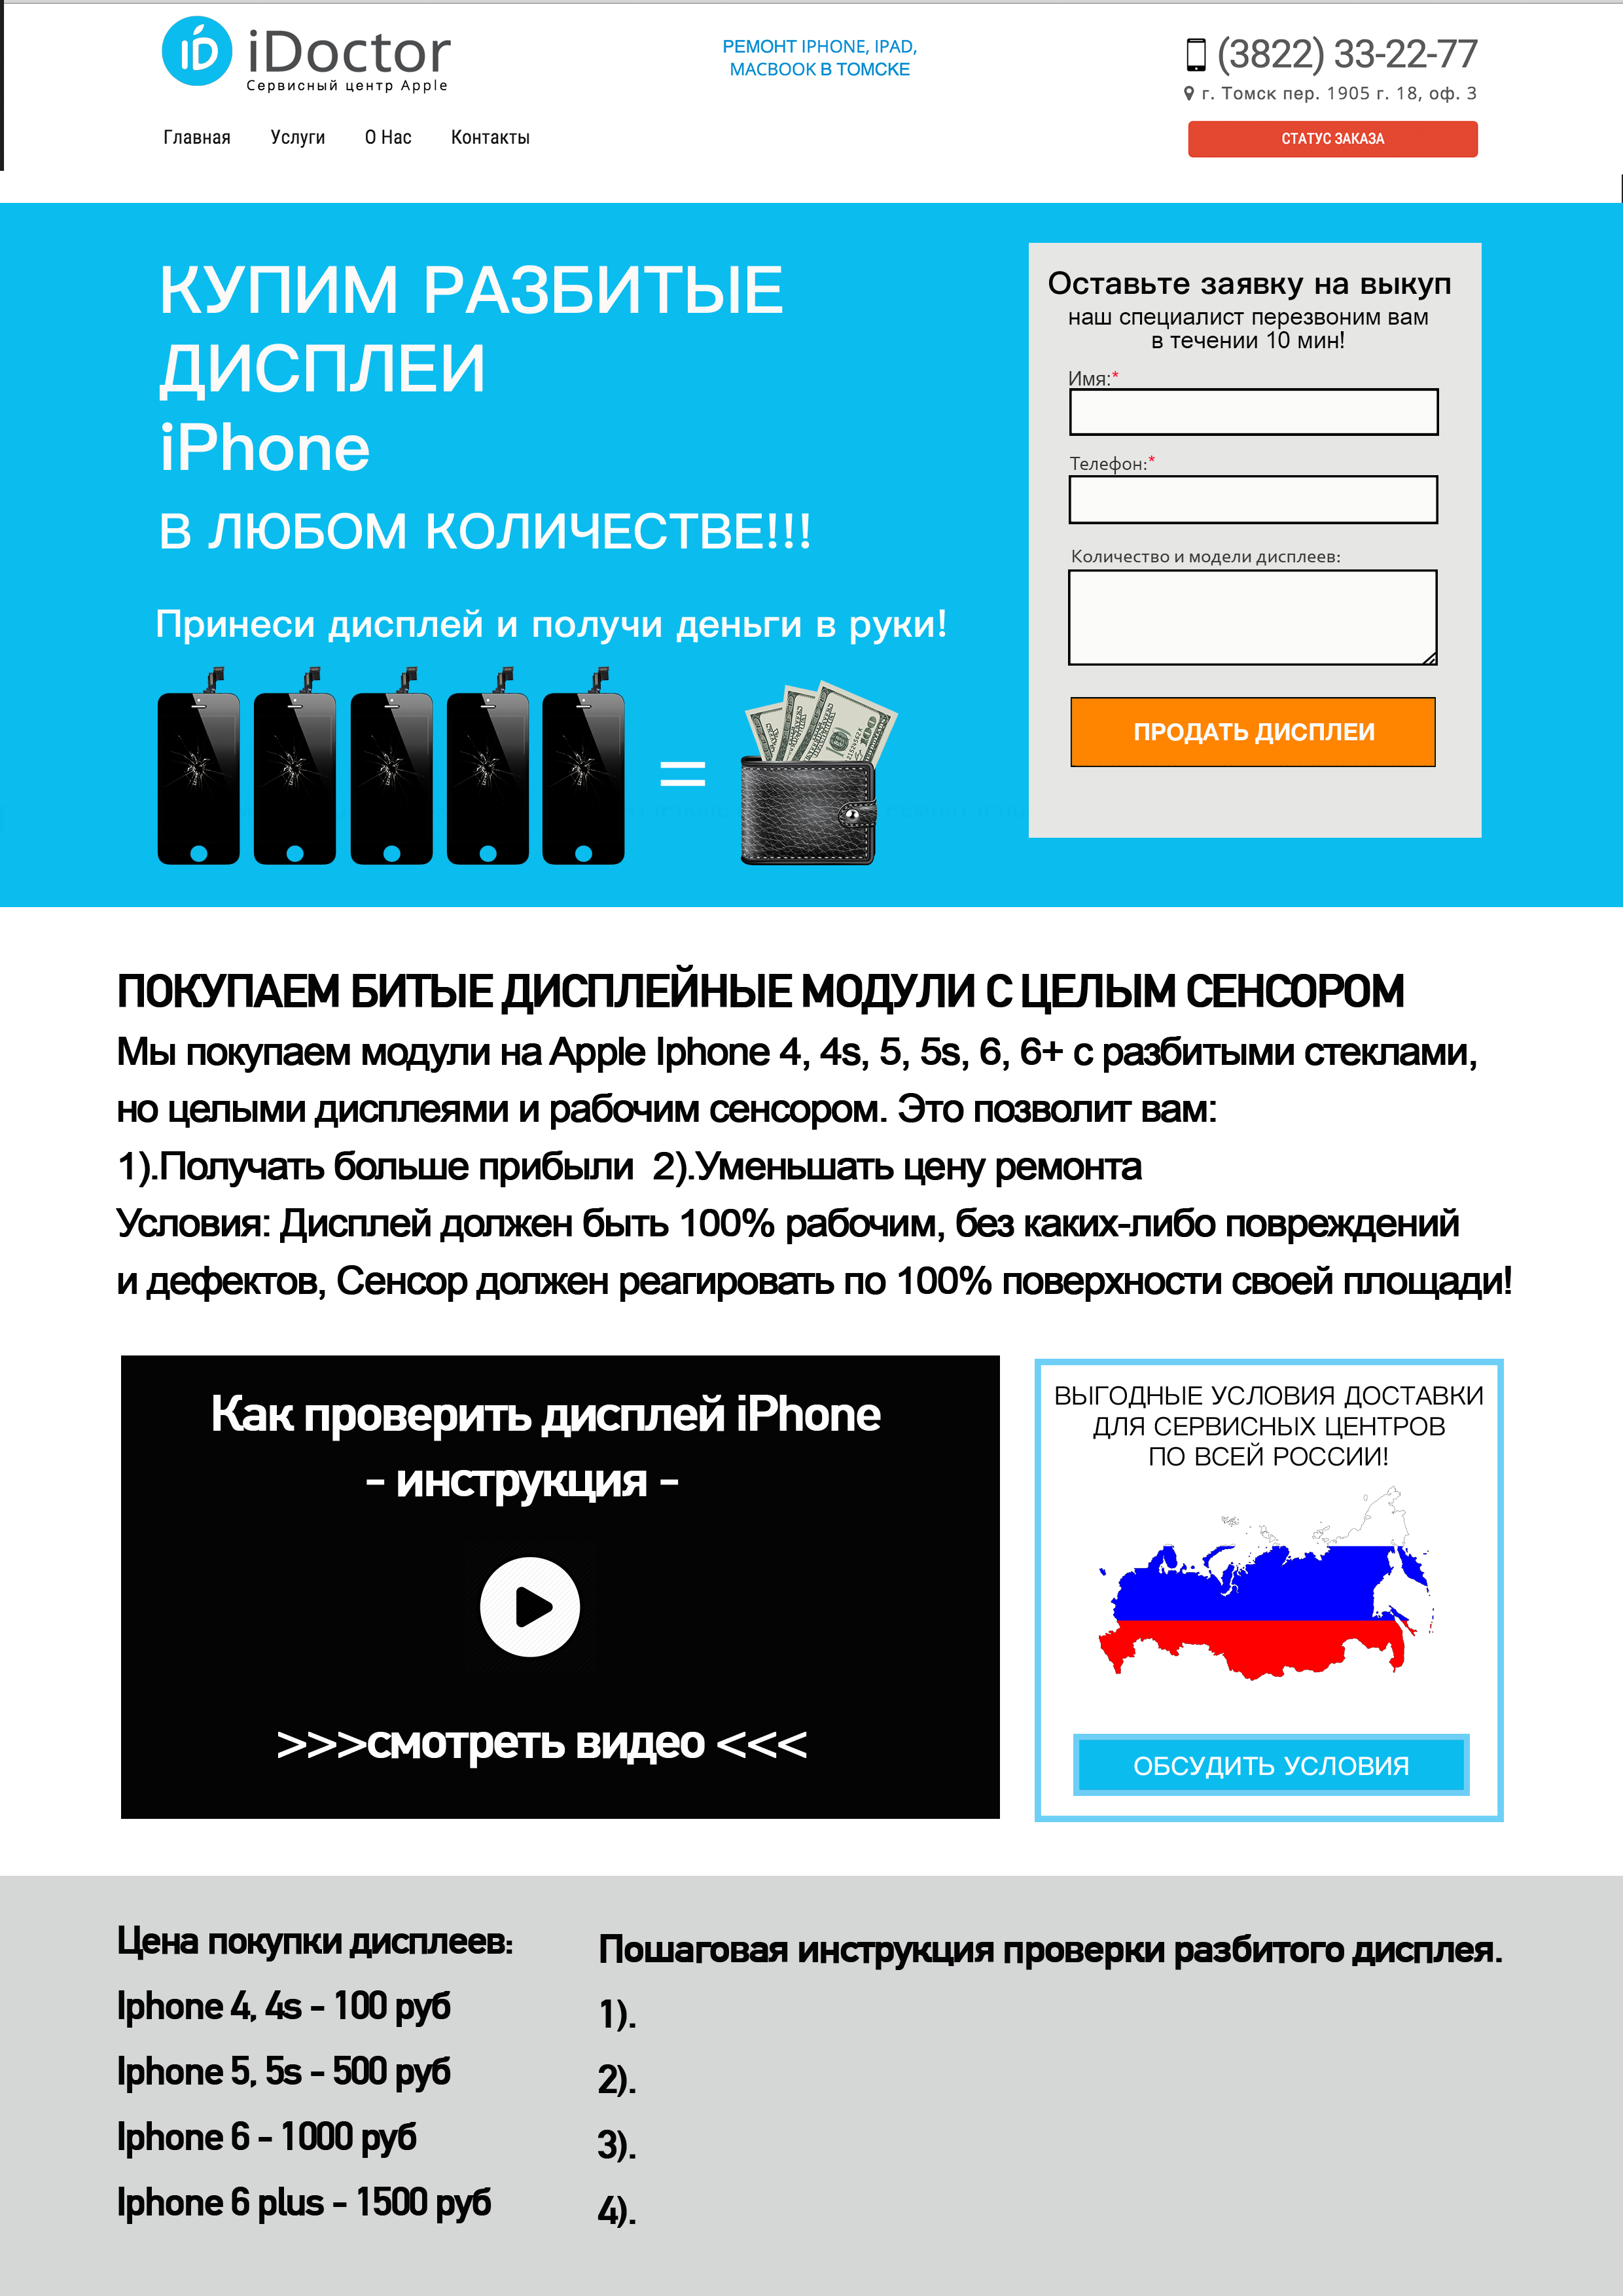 iDoctor
Сервисный центр Apple
РЕМОНТ IPHONE, IPAD,
MACBOOK В ТОМСКЕ
(3822) 33-22-77
г. Томск пер. 1905 г. 18, оф. 3
Главная Услуги О Нас Контакты
СТАТУС ЗАКАЗА
КУПИМ РАЗБИТЫЕ
ДИСПЛЕИ
iPhone
В ЛЮБОМ КОЛИЧЕСТВЕ!!!
Принеси дисплей и получи деньги в руки!
=
Оставьте заявку на выкуп
наш специалист перезвоним вам
в течении 10 мин!
Имя:*
Телефон:*
Количество и модели дисплеев:
ПРОДАТЬ ДИСПЛЕИ
ПОКУПАЕМ БИТЫЕ ДИСПЛЕЙНЫЕ МОДУЛИ С ЦЕЛЫМ СЕНСОРОМ
Мы покупаем модули на Apple Iphone 4, 4s, 5, 5s, 6, 6+ с разбитыми стеклами,
но целыми дисплеями и рабочим сенсором. Это позволит вам:
1).Получать больше прибыли 2).Уменьшать цену ремонта
Условия: Дисплей должен быть 100% рабочим, без каких-либо повреждений
и дефектов, Сенсор должен реагировать по 100% поверхности своей площади!
Как проверить дисплей iPhone
- инструкция -
>>>смотреть видео <<<
ВЫГОДНЫЕ УСЛОВИЯ ДОСТАВКИ
ДЛЯ СЕРВИСНЫХ ЦЕНТРОВ
ПО ВСЕЙ РОССИИ!
ОБСУДИТЬ УСЛОВИЯ
Цена покупки дисплеев:
Iphone 4, 4s - 100 руб
Iphone 5, 5s - 500 руб
Iphone 6 - 1000 руб
Iphone 6 plus - 1500 руб
Пошаговая инструкция проверки разбитого дисплея.
1).
2).
3).
4).